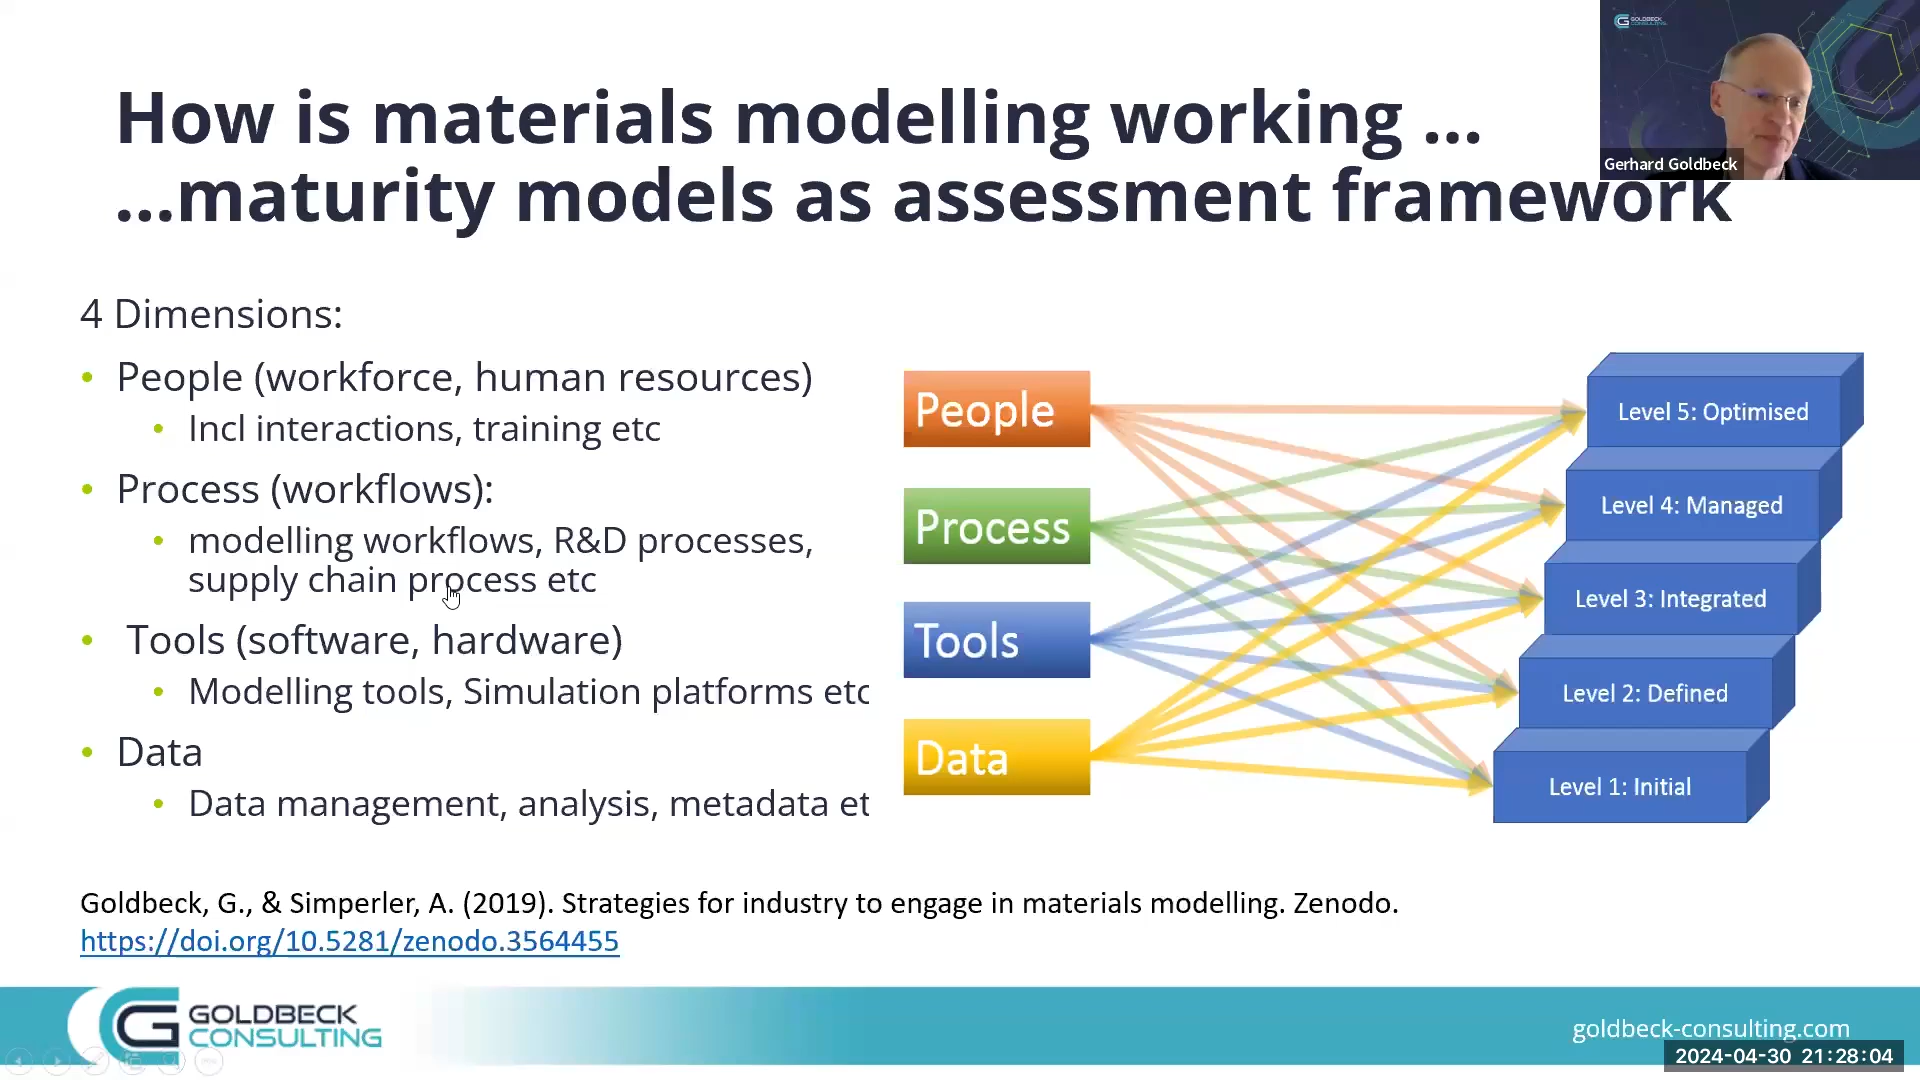 GOLDBECK
CONSULTING
Gerhard Goldbeck
How is materials modelling working ...
...maturity models as assessment framework
4 Dimensions:
• People (workforce, human resources)
• Incl interactions, training etc
• Process (workflows):
• modelling workflows, R&D processes,
supply chain process etc
• Tools (software, hardware)
• Modelling tools, Simulation platforms etc
• Data
• Data management, analysis, metadata et
People
Process
Tools
Data
Level 5: Optimised
Level 4: Managed
Level 3: Integrated
Level 2: Defined
Level 1: Initial
Goldbeck, G., & Simperler, A. (2019). Strategies for industry to engage in materials modelling. Zenodo.
https://doi.org/10.5281/zenodo.3564455
GOLDBECK
CONSULTING
goldbeck-consulting.com
2024-04-30 21:28:04